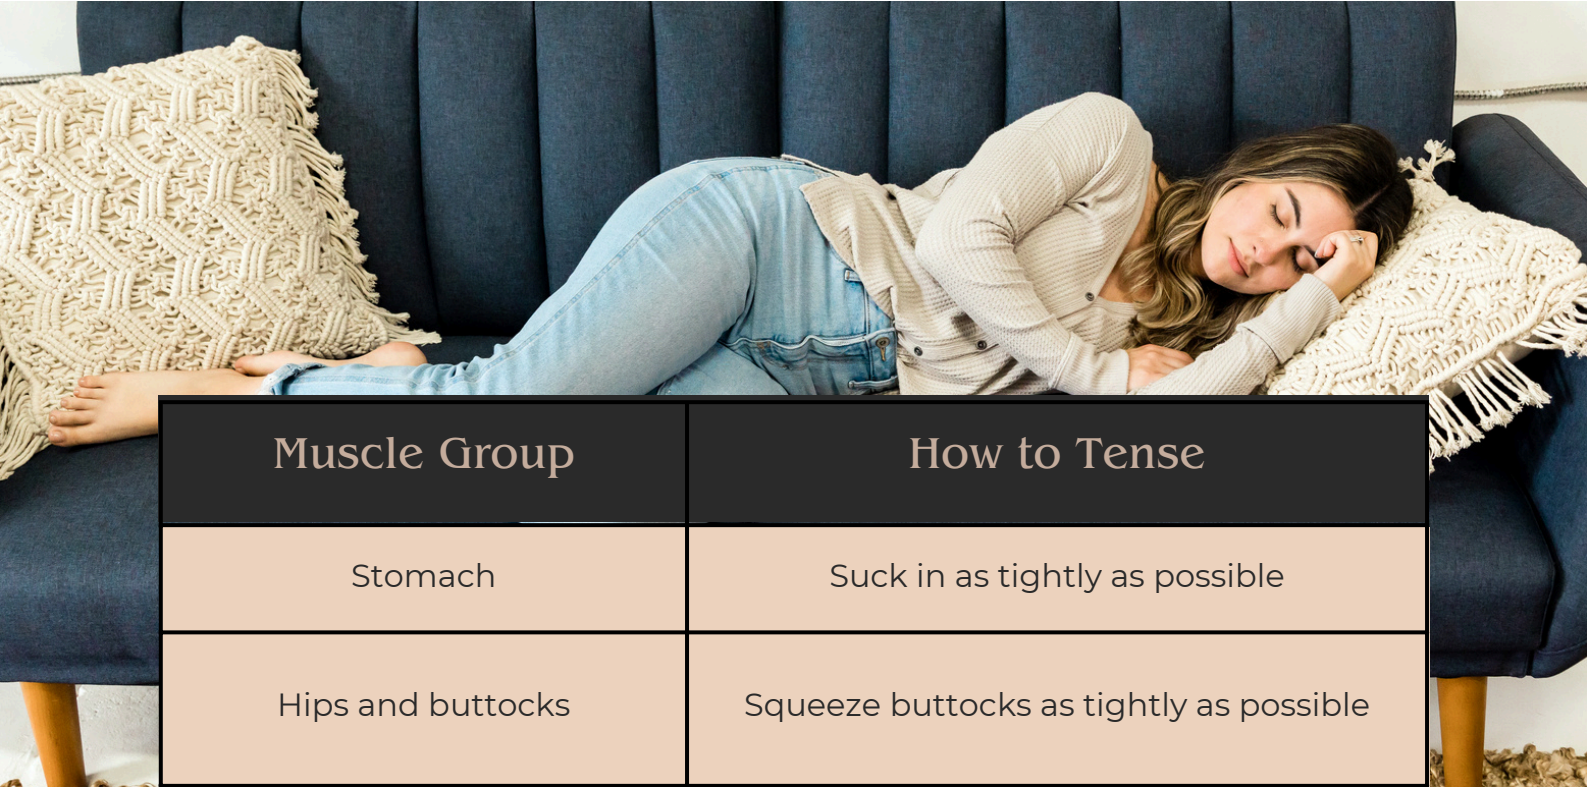 Muscle Group
How to Tense
Stomach
Suck in as tightly as possible
Hips and buttocks
Squeeze buttocks as tightly as possible